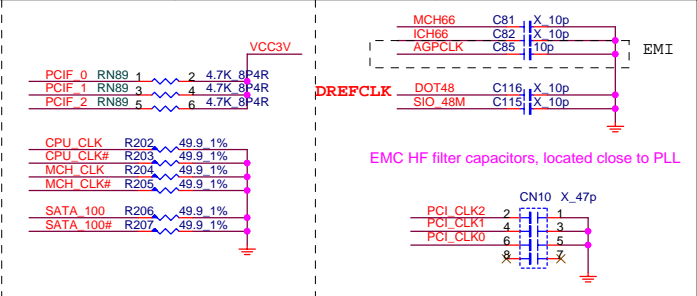 VCC3V
PCIF_0 RN89 1 2 4.7K_8P4R
PCIF_1 RN89 3 4 4.7K_8P4R
PCIF_2 RN89 5 6 4.7K_8P4R
CPU_CLK R202 49.9_1%
CPU_CLK# R203 49.9_1%
MCH_CLK R204 49.9_1%
MCH_CLK# R205 49.9_1%
SATA_100 R206 49.9_1%
SATA_100# R207 49.9_1%
MCH66 C81 X_10p
ICH66 C82 X_10p
AGPCLK C85 10p
EMI
DREFCLK DOT48 C116 X_10p
SIO_48M C115 X_10p
EMC HF filter capacitors, located close to PLL
CN10 X_47p
PCI_CLK2 2 1
PCI_CLK1 4 3
PCI_CLK0 6 5
8 7